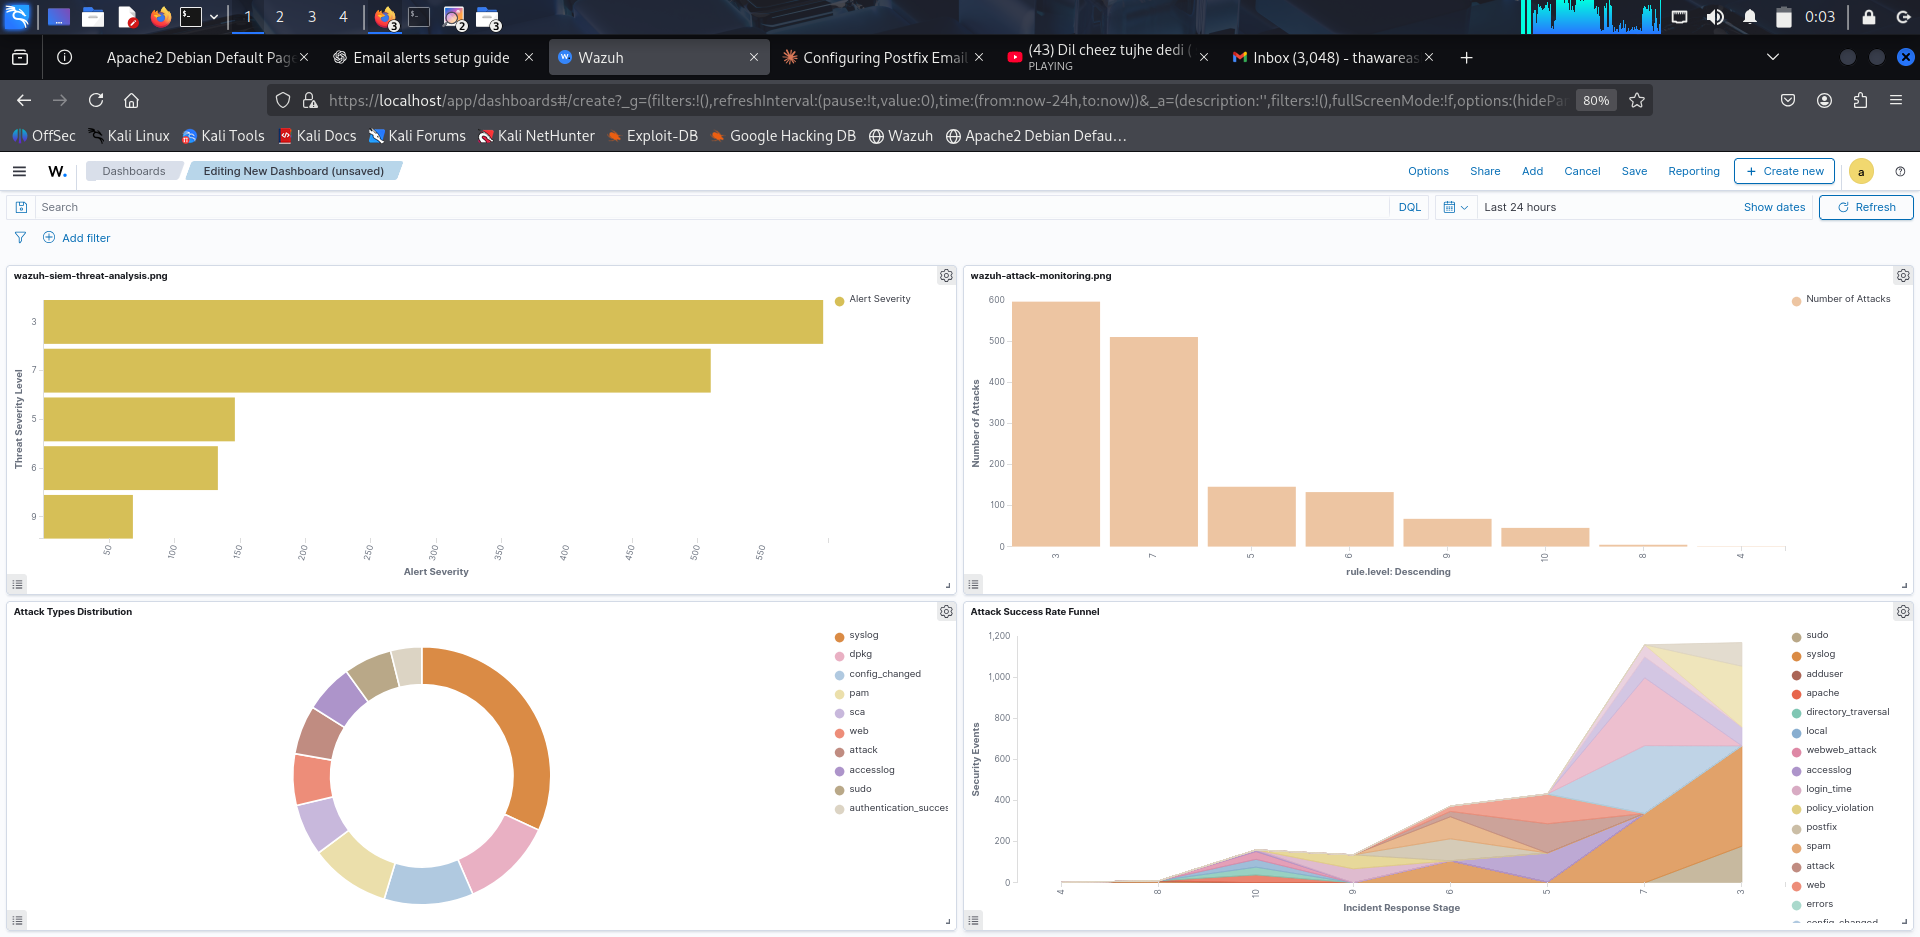 1 2 3 4 3 2 3 0:03
Apache2 Debian Default Page
Email alerts setup guide
Wazuh
Configuring Postfix Email
(43) Dil cheez tujhe dedi (
PLAYING
Inbox (3,048) - thawareas
https://localhost/app/dashboards#/create?_g=(filters:!(),refreshInterval:(pause:!t,value:0),time:(from:now-24h,to:now))&_a=(description:'',filters:!(),fullScreenMode:!f,options:(hidePa
80%
OffSec Kali Linux Kali Tools Kali Docs Kali Forums Kali NetHunter Exploit-DB Google Hacking DB Wazuh Apache2 Debian Defau…
W. Dashboards Editing New Dashboard (unsaved) Options Share Add Cancel Save Reporting + Create new a
Search DQL Last 24 hours Show dates Refresh
Add filter
wazuh-siem-threat-analysis.png
Threat Severity Level
3
7
5
6
9
50 100 150 200 250 300 350 400 450 500 550
Alert Severity
Alert Severity
wazuh-attack-monitoring.png
Number of Attacks
600
500
400
300
200
100
0
3 7 5 6 9 10 8 4
rule.level: Descending
Number of Attacks
Attack Types Distribution
syslog
dpkg
config_changed
pam
sca
web
attack
accesslog
sudo
authentication_succes
Attack Success Rate Funnel
Security Events
1,200
1,000
800
600
400
200
0
4 8 10 9 6 5 7 3
Incident Response Stage
sudo
syslog
adduser
apache
directory_traversal
local
webweb_attack
accesslog
login_time
policy_violation
postfix
spam
attack
web
errors
config_changed